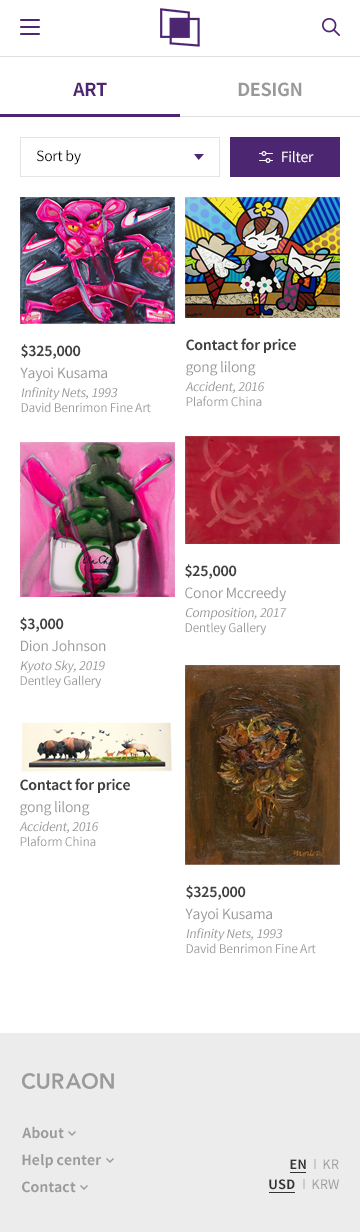 ART
DESIGN
Sort by
Filter
$325,000
Yayoi Kusama
Infinity Nets, 1993
David Benrimon Fine Art
Contact for price
gong lilong
Accident, 2016
Plaform China
$3,000
Dion Johnson
Kyoto Sky, 2019
Dentley Gallery
$25,000
Conor Mccreedy
Composition, 2017
Dentley Gallery
Contact for price
gong lilong
Accident, 2016
Plaform China
$325,000
Yayoi Kusama
Infinity Nets, 1993
David Benrimon Fine Art
CURAON
About
Help center
Contact
EN | KR
USD | KRW